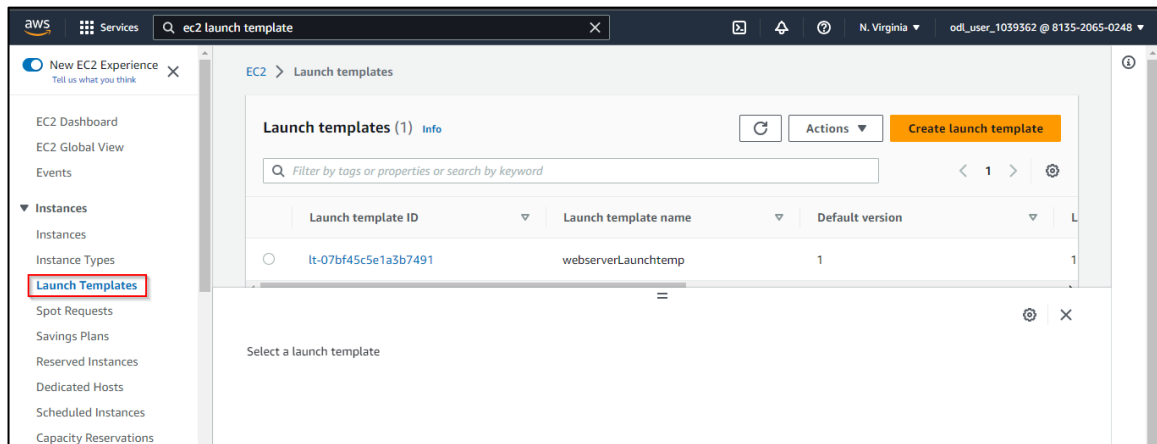 aws Services ec2 launch template N. Virginia odl_user_1039362 @ 8135-2065-0248
New EC2 Experience
Tell us what you think
EC2 Dashboard
EC2 Global View
Events
Instances
Instances
Instance Types
Launch Templates
Spot Requests
Savings Plans
Reserved Instances
Dedicated Hosts
Scheduled Instances
Capacity Reservations
EC2 > Launch templates
Launch templates (1) Info Actions Create launch template
Filter by tags or properties or search by keyword 1
Launch template ID Launch template name Default version L
lt-07bf45c5e1a3b7491 webserverLaunchtemp 1 1
Select a launch template